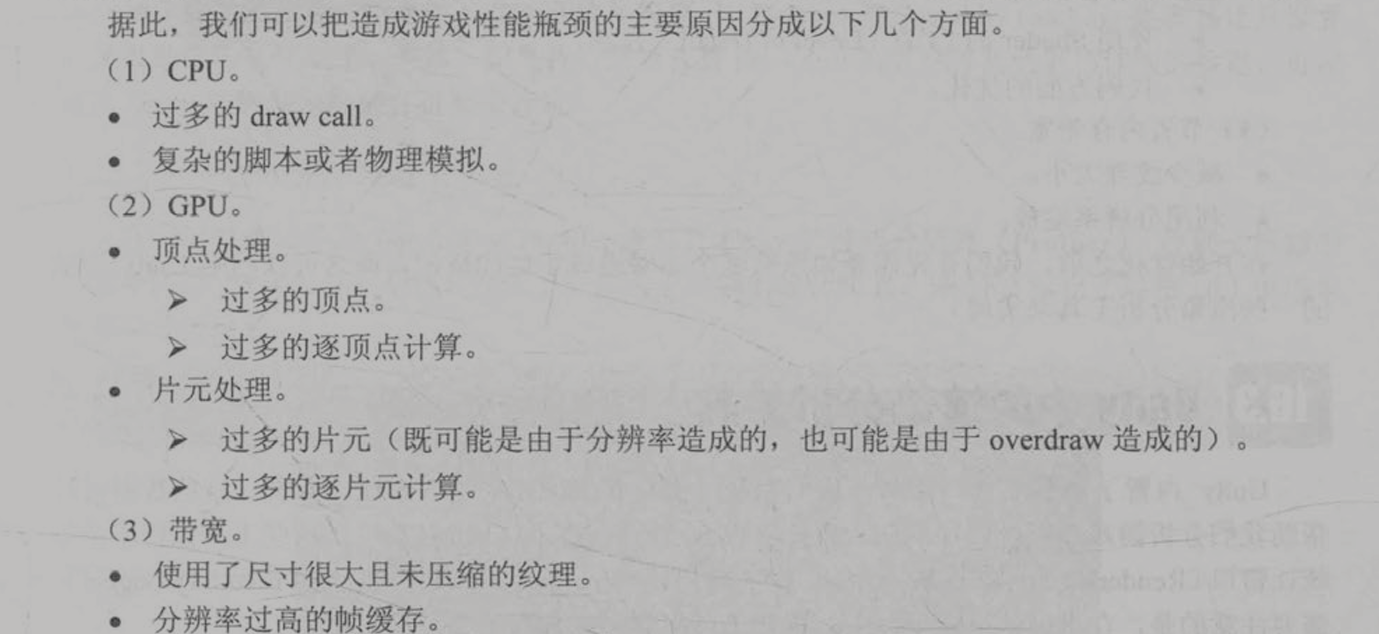 据此，我们可以把造成游戏性能瓶颈的主要原因分成以下几个方面。
（1）CPU。
• 过多的 draw call。
• 复杂的脚本或者物理模拟。
（2）GPU。
• 顶点处理。
➢ 过多的顶点。
➢ 过多的逐顶点计算。
• 片元处理。
➢ 过多的片元（既可能是由于分辨率造成的，也可能是由于 overdraw 造成的）。
➢ 过多的逐片元计算。
（3）带宽。
• 使用了尺寸很大且未压缩的纹理。
• 分辨率过高的帧缓存。